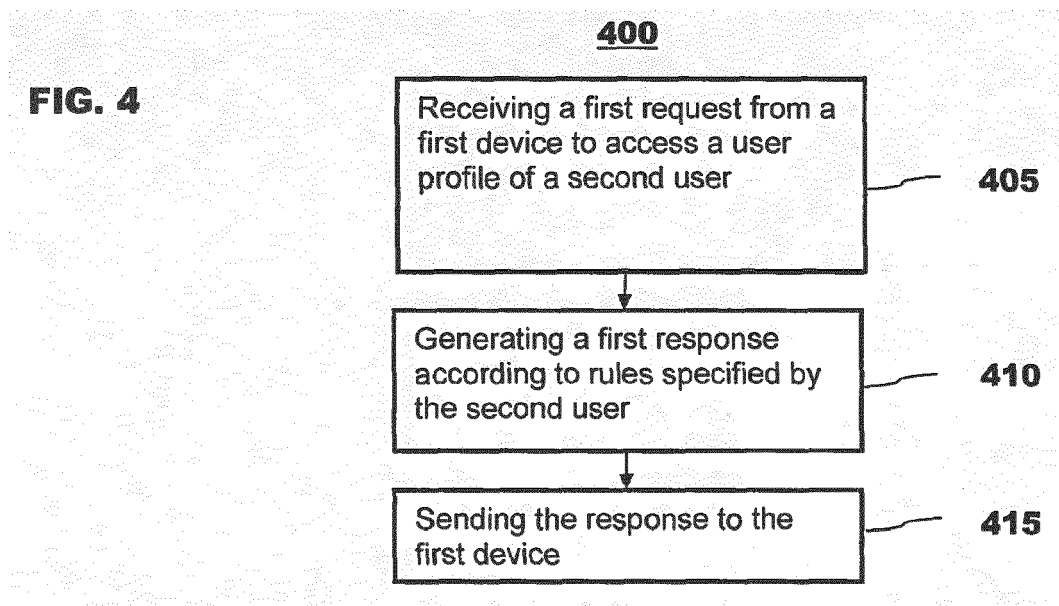 400
FIG. 4
Receiving a first request from a
first device to access a user
profile of a second user
405
Generating a first response
according to rules specified by
the second user
410
Sending the response to the
first device
415